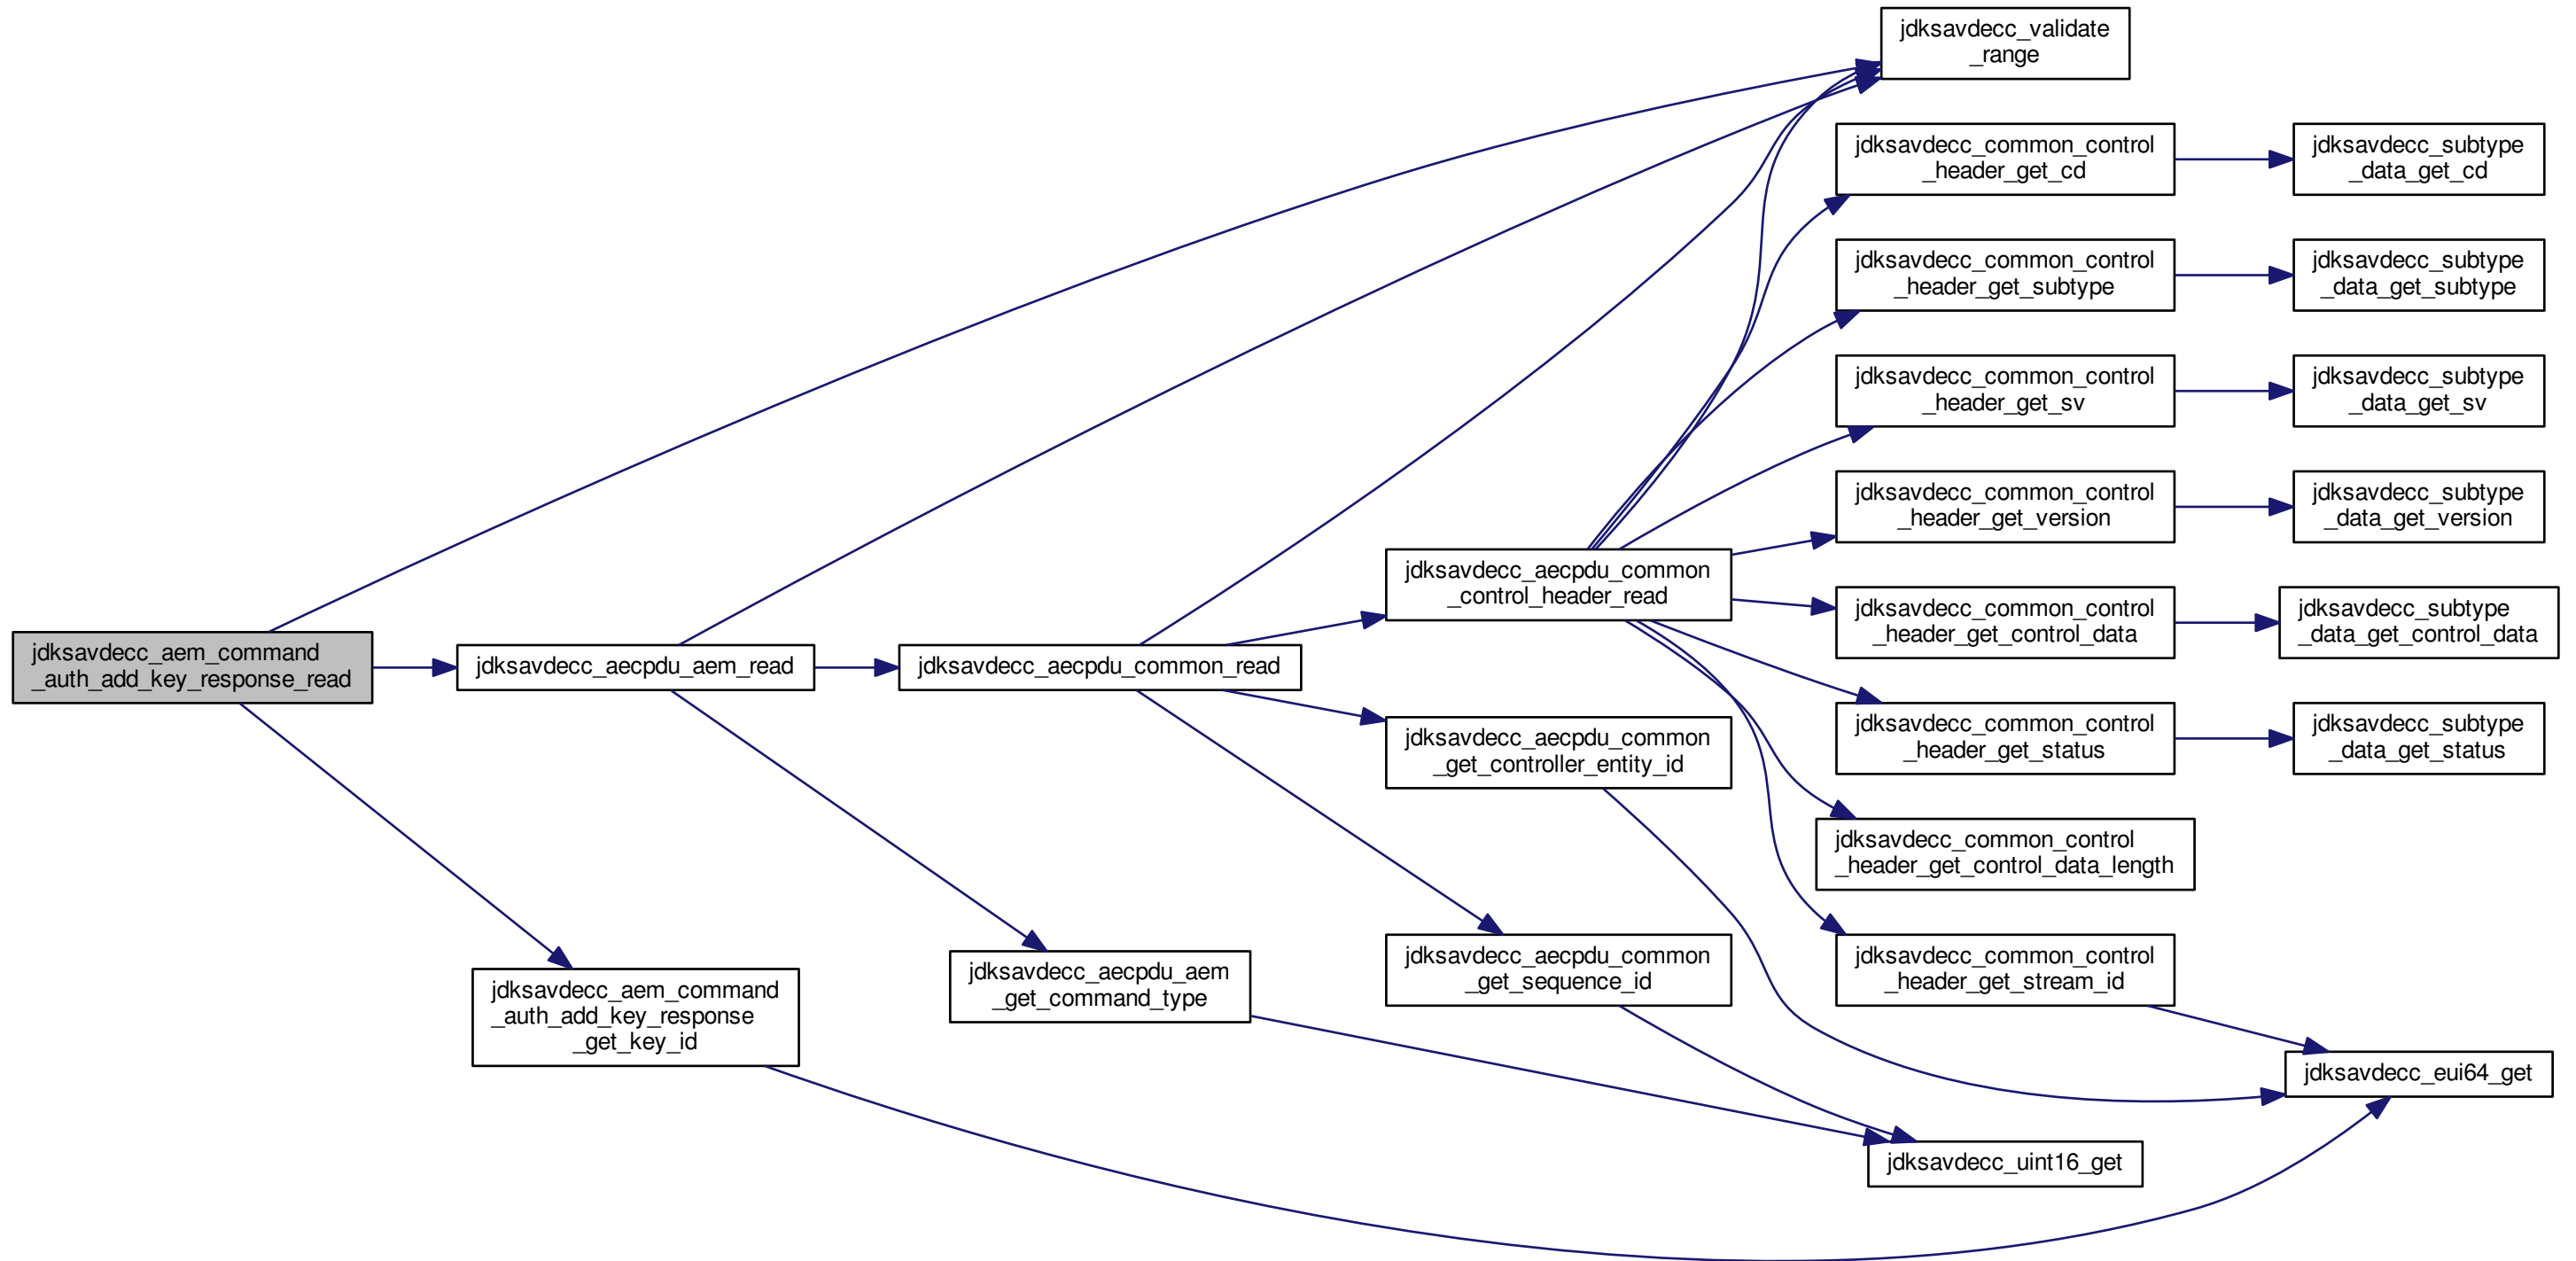 jdksavdecc_validate
_range
jdksavdecc_common_control
_header_get_cd
jdksavdecc_subtype
_data_get_cd
jdksavdecc_common_control
_header_get_subtype
jdksavdecc_subtype
_data_get_subtype
jdksavdecc_common_control
_header_get_sv
jdksavdecc_subtype
_data_get_sv
jdksavdecc_common_control
_header_get_version
jdksavdecc_subtype
_data_get_version
jdksavdecc_aecpdu_common
_control_header_read
jdksavdecc_common_control
_header_get_control_data
jdksavdecc_subtype
_data_get_control_data
jdksavdecc_aem_command
_auth_add_key_response_read
jdksavdecc_aecpdu_aem_read
jdksavdecc_aecpdu_common_read
jdksavdecc_aecpdu_common
_get_controller_entity_id
jdksavdecc_common_control
_header_get_status
jdksavdecc_subtype
_data_get_status
jdksavdecc_common_control
_header_get_control_data_length
jdksavdecc_aem_command
_auth_add_key_response
_get_key_id
jdksavdecc_aecpdu_aem
_get_command_type
jdksavdecc_aecpdu_common
_get_sequence_id
jdksavdecc_common_control
_header_get_stream_id
jdksavdecc_eui64_get
jdksavdecc_uint16_get